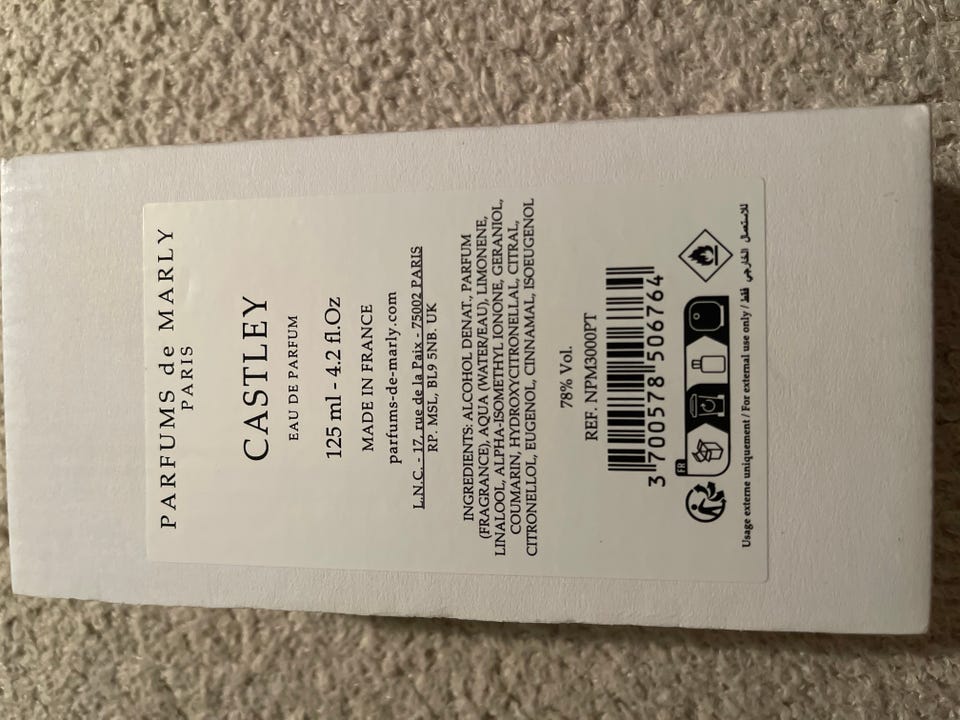 PARFUMS de MARLY
PARIS
CASTLEY
EAU DE PARFUM
125 ml - 4.2 fl.Oz
MADE IN FRANCE
parfums-de-marly.com
L.N.C. - 17, rue de la Paix - 75002 PARIS
RP. MSL, BL9 5NB. UK
INGREDIENTS: ALCOHOL DENAT., PARFUM
(FRAGRANCE), AQUA (WATER/EAU), LIMONENE,
LINALOOL, ALPHA-ISOMETHYL IONONE, GERANIOL,
COUMARIN, HYDROXYCITRONELLAL, CITRAL,
CITRONELLOL, EUGENOL, CINNAMAL, ISOEUGENOL
78% Vol.
REF. NPM3000PT
3 700578 506764
FR
Usage externe uniquement / For external use only / للاستعمال الخارجي فقط